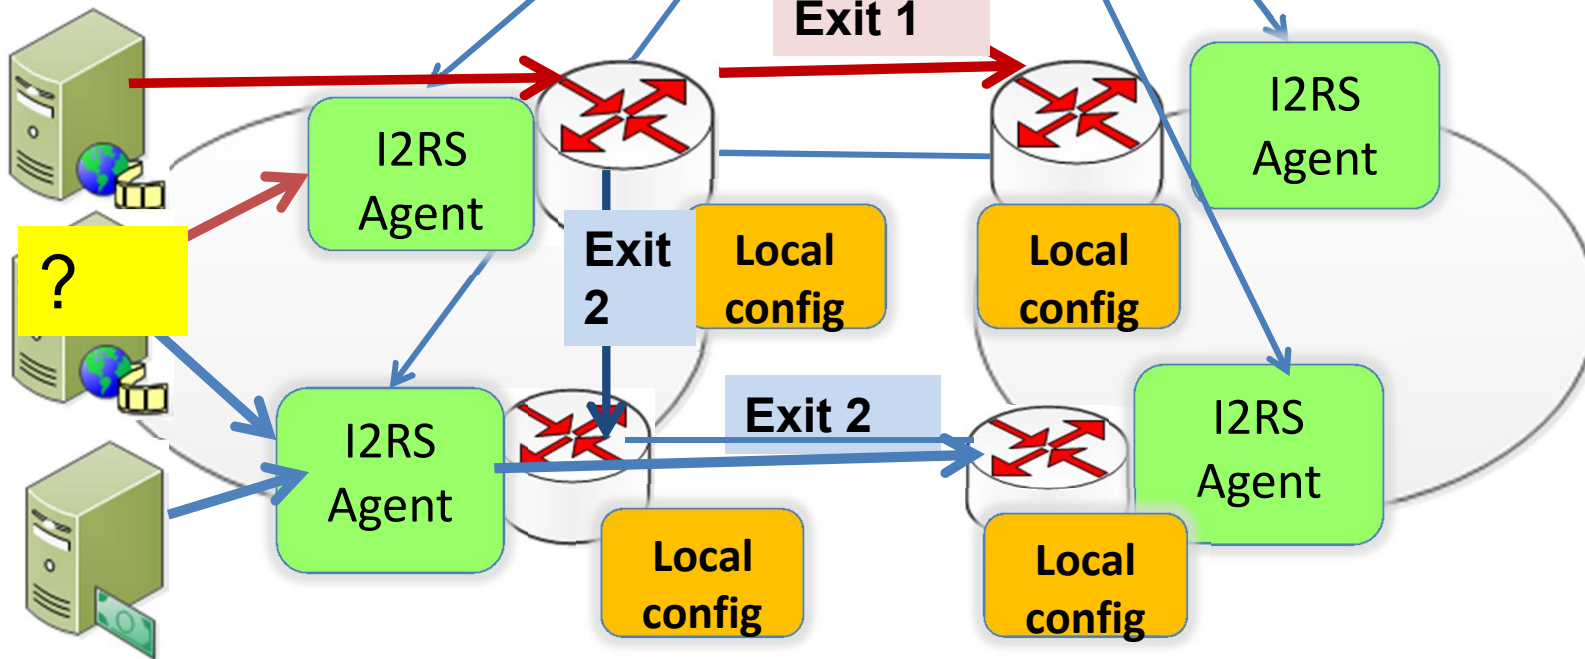 Exit 1
I2RS
Agent
I2RS
Agent
?
Exit
2
Local
config
Local
config
Exit 2
I2RS
Agent
I2RS
Agent
Local
config
Local
config